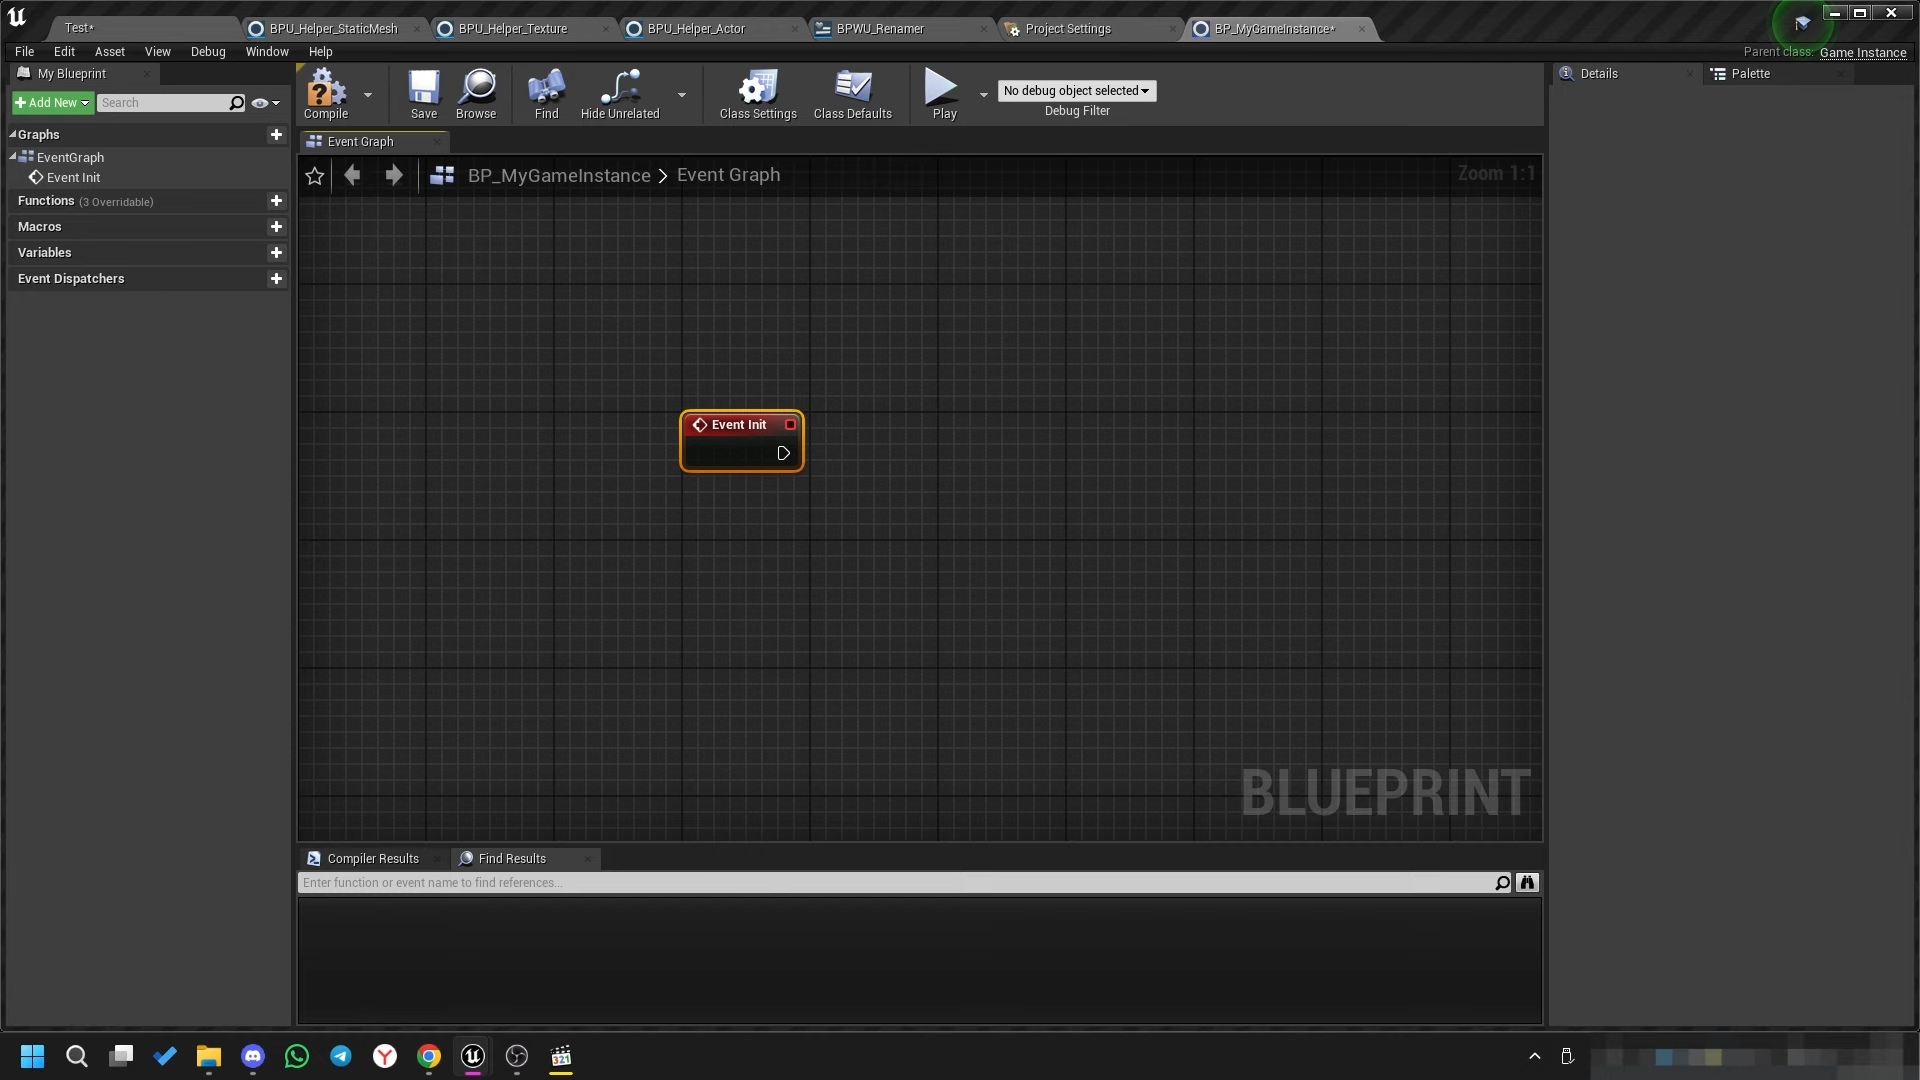 Test*
BPU_Helper_StaticMesh
BPU_Helper_Texture
BPU_Helper_Actor
BPWU_Renamer
Project Settings
BP_MyGameInstance*
File Edit Asset View Debug Window Help
Parent class: Game Instance
My Blueprint
Details
Palette
Add New
Search
Compile
Save
Browse
Find
Hide Unrelated
Class Settings
Class Defaults
Play
No debug object selected
Debug Filter
Graphs
EventGraph
Event Init
Functions (3 Overridable)
Macros
Variables
Event Dispatchers
Event Graph
BP_MyGameInstance > Event Graph
Zoom 1:1
Event Init
BLUEPRINT
Compiler Results
Find Results
Enter function or event name to find references...
321